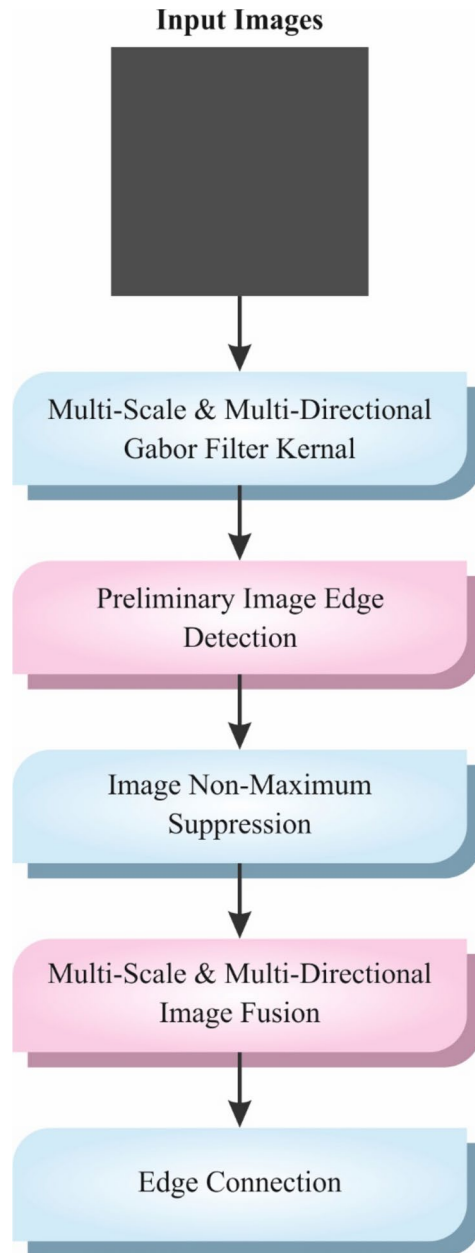 Input Images
Multi-Scale & Multi-Directional
Gabor Filter Kernal
Preliminary Image Edge
Detection
Image Non-Maximum
Suppression
Multi-Scale & Multi-Directional
Image Fusion
Edge Connection